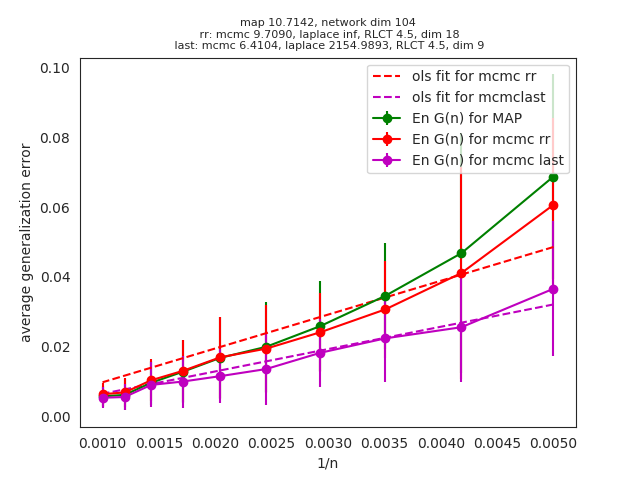 map 10.7142, network dim 104
rr: mcmc 9.7090, laplace inf, RLCT 4.5, dim 18
last: mcmc 6.4104, laplace 2154.9893, RLCT 4.5, dim 9
0.10
0.08
0.06
0.04
0.02
0.00
average generalization error
ols fit for mcmc rr
ols fit for mcmclast
En G(n) for MAP
En G(n) for mcmc rr
En G(n) for mcmc last
0.0010 0.0015 0.0020 0.0025 0.0030 0.0035 0.0040 0.0045 0.0050
1/n